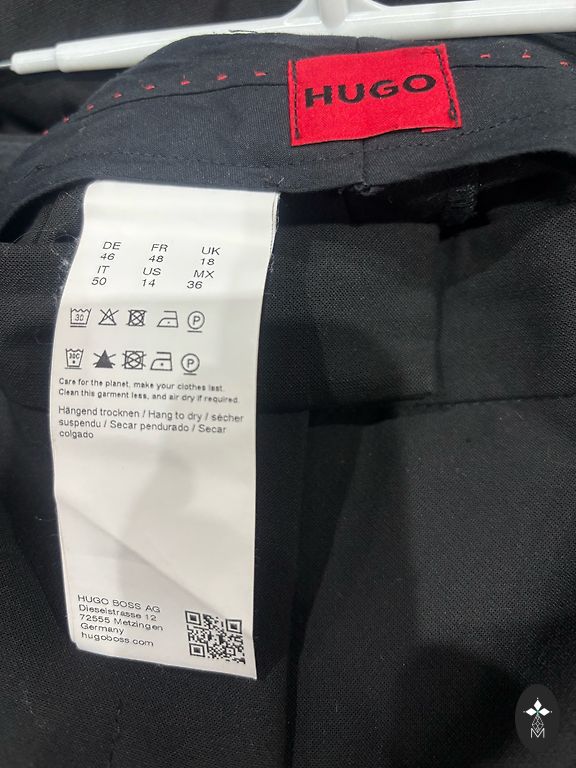 HUGO
DE FR UK
46 48 18
IT US MX
50 14 36
30 P
30C P
Care for the planet, make your clothes last.
Clean this garment less, and air dry if required.
Hängend trocknen / Hang to dry / sécher
suspendu / Secar pendurado / Secar
colgado
HUGO BOSS AG
Dieselstrasse 12
72555 Metzingen
Germany
hugoboss.com
M